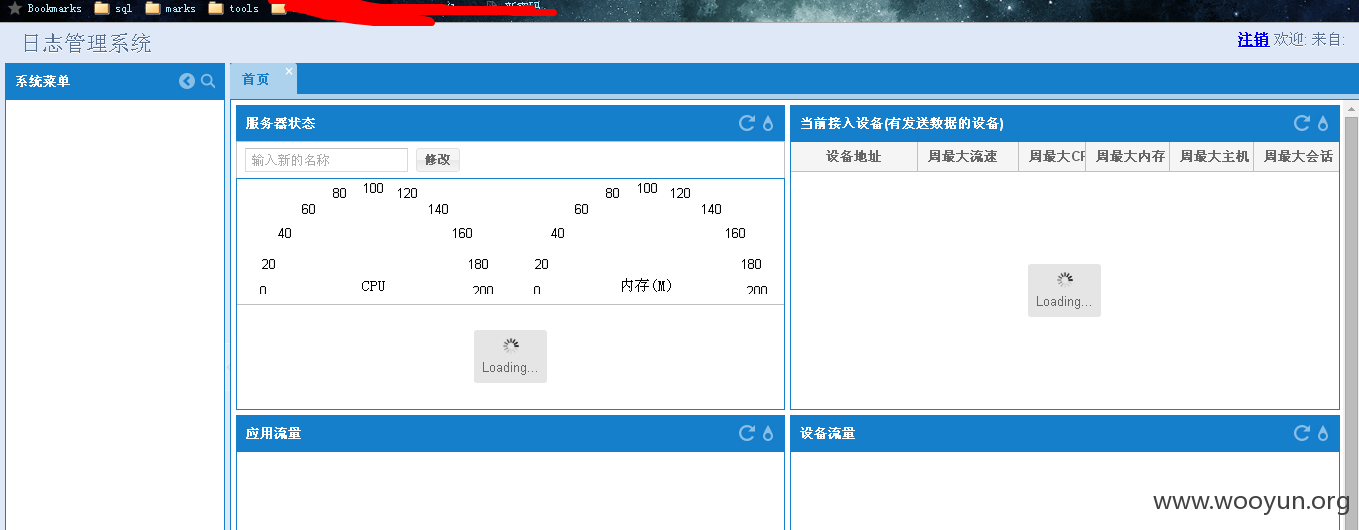 Bookmarks sql marks tools
日志管理系统
注销 欢迎: 来自:
系统菜单
首页
服务器状态
输入新的名称 修改
0 20 40 60 80 100 120 140 160 180 200
CPU
0 20 40 60 80 100 120 140 160 180 200
内存(M)
Loading...
当前接入设备(有发送数据的设备)
设备地址 周最大流速 周最大CP 周最大内存 周最大主机 周最大会话
Loading...
应用流量
设备流量
www.wooyun.org